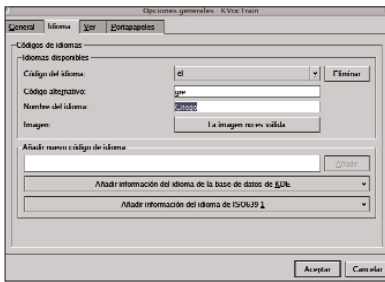 Opciones generales - KVocTrain
General Idioma Ver Portapapeles
Códigos de idiomas
Idiomas disponibles
Código del idioma: el Eliminar
Código alternativo: gre
Nombre del idioma: Griego
Imagen: La imagen no es válida
Añadir nuevo código de idioma
Añadir
Añadir información del idioma de la base de datos de KDE
Añadir información del idioma de ISO639 1
Aceptar Cancelar